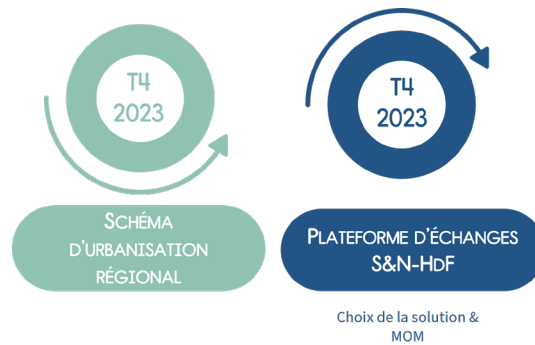 T4
2023
SCHÉMA
D'URBANISATION
RÉGIONAL
T4
2023
PLATEFORME D'ÉCHANGES
S&N-HDF
Choix de la solution &
MOM